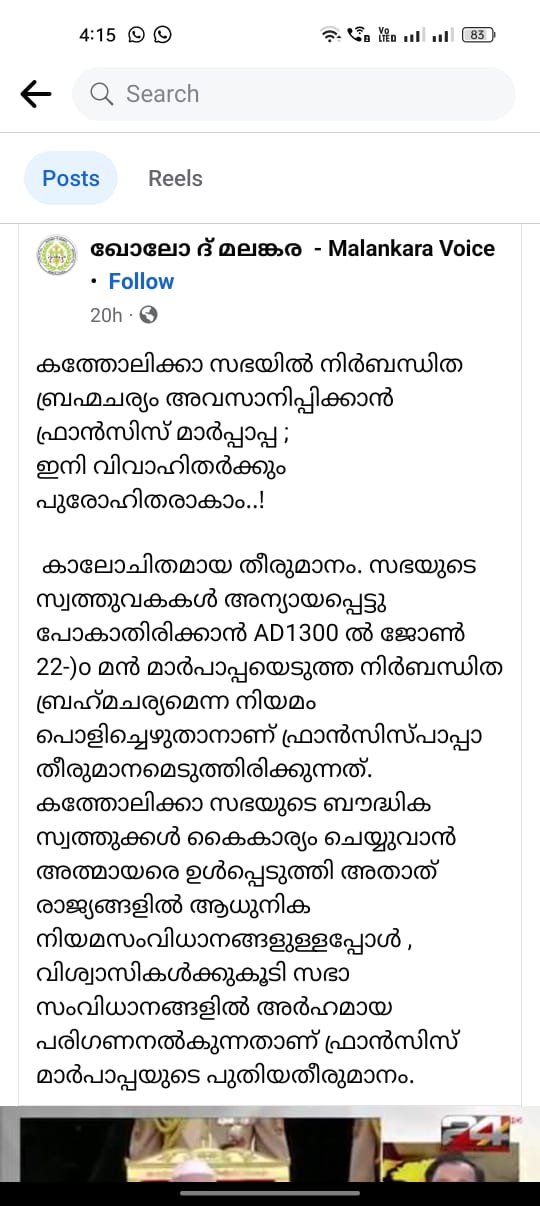 4:15
Vo
LTED
83
Search
Posts
Reels
ഖോലോ ദ് മലങ്കര - Malankara Voice
• Follow
20h ·
കത്തോലിക്കാ സഭയിൽ നിർബന്ധിത
ബ്രഹ്മചര്യം അവസാനിപ്പിക്കാൻ
ഫ്രാൻസിസ് മാർപ്പാപ്പ ;
ഇനി വിവാഹിതർക്കും
പുരോഹിതരാകാം..!
കാലോചിതമായ തീരുമാനം. സഭയുടെ
സ്വത്തുവകകൾ അന്യായപ്പെട്ടു
പോകാതിരിക്കാൻ AD1300 ൽ ജോൺ
22-)o മൻ മാർപാപ്പയെടുത്ത നിർബന്ധിത
ബ്രഹ്‌മചര്യമെന്ന നിയമം
പൊളിച്ചെഴുതാനാണ് ഫ്രാൻസിസ്പാപ്പാ
തീരുമാനമെടുത്തിരിക്കുന്നത്.
കത്തോലിക്കാ സഭയുടെ ബൗദ്ധിക
സ്വത്തുക്കൾ കൈകാര്യം ചെയ്യുവാൻ
അത്മായരെ ഉൾപ്പെടുത്തി അതാത്
രാജ്യങ്ങളിൽ ആധുനിക
നിയമസംവിധാനങ്ങളുള്ളപ്പോൾ ,
വിശ്വാസികൾക്കുകൂടി സഭാ
സംവിധാനങ്ങളിൽ അർഹമായ
പരിഗണനൽകുന്നതാണ് ഫ്രാൻസിസ്
മാർപാപ്പയുടെ പുതിയതീരുമാനം.
24